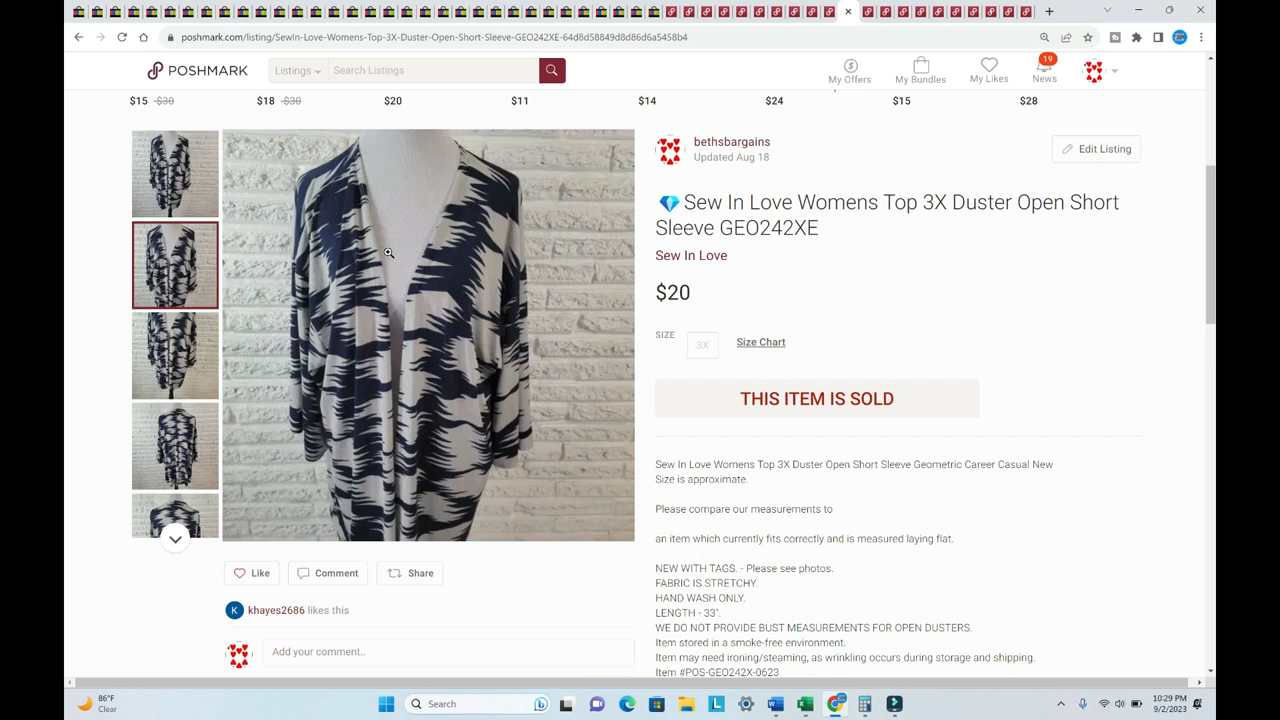 poshmark.com/listing/SewIn-Love-Womens-Top-3X-Duster-Open-Short-Sleeve-GEO242XE-64d8d58849d8d86d6a5458b4
POSHMARK
Listings
Search Listings
My Offers
My Bundles
My Likes
19
News
$15 $30
$18 $30
$20
$11
$14
$24
$15
$28
bethsbargains
Updated Aug 18
Edit Listing
Sew In Love Womens Top 3X Duster Open Short
Sleeve GEO242XE
Sew In Love
$20
SIZE
3X
Size Chart
THIS ITEM IS SOLD
Sew In Love Womens Top 3X Duster Open Short Sleeve Geometric Career Casual New
Size is approximate.
Please compare our measurements to
an item which currently fits correctly and is measured laying flat.
NEW WITH TAGS. - Please see photos.
FABRIC IS STRETCHY.
HAND WASH ONLY.
LENGTH - 33".
WE DO NOT PROVIDE BUST MEASUREMENTS FOR OPEN DUSTERS.
Item stored in a smoke-free environment.
Item may need ironing/steaming, as wrinkling occurs during storage and shipping.
Item #POS-GEO242X-0623
Like
Comment
Share
K
khayes2686 likes this
Add your comment..
86°F
Clear
Search
10:29 PM
9/2/2023